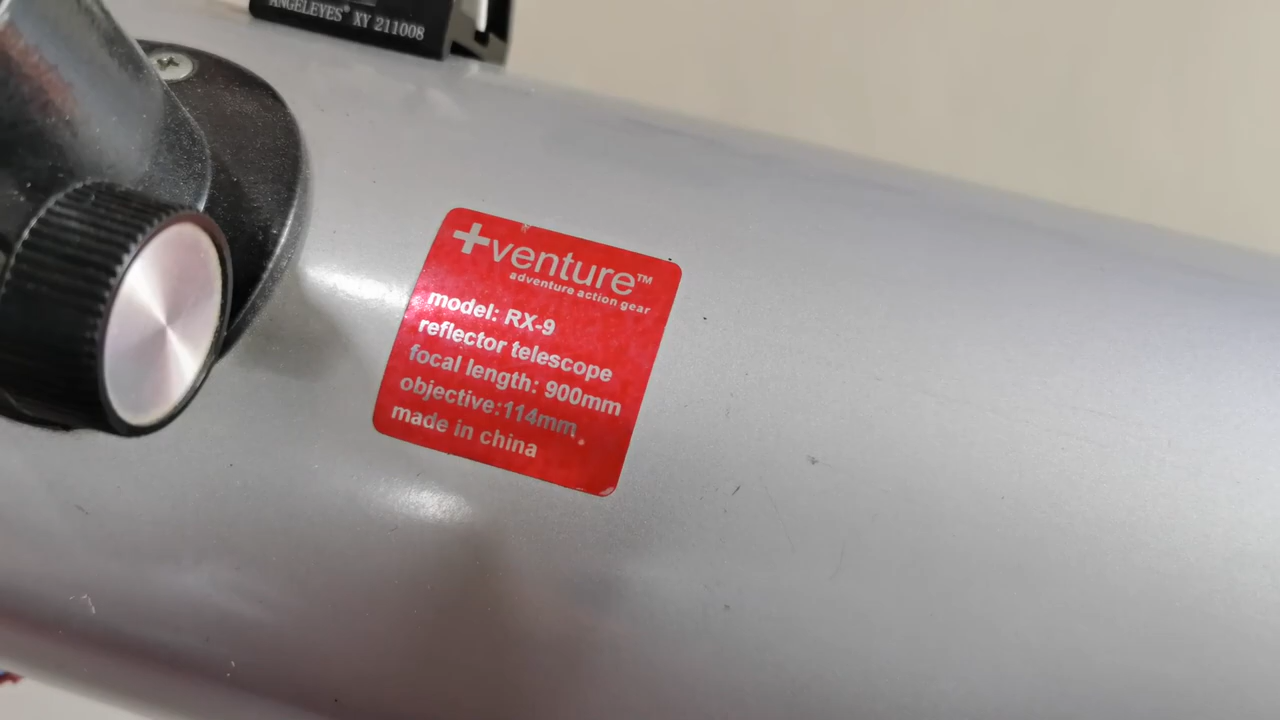 ANGELEYES® XY 211008
+venture™
adventure action gear
model: RX-9
reflector telescope
focal length: 900mm
objective:114mm
made in china